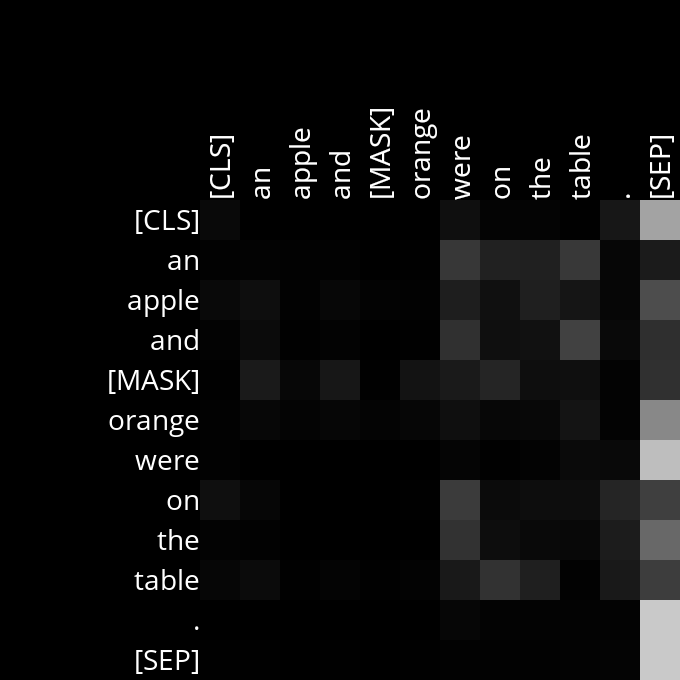 [CLS] an apple and [MASK] orange were on the table . [SEP]
[CLS]
an
apple
and
[MASK]
orange
were
on
the
table
.
[SEP]